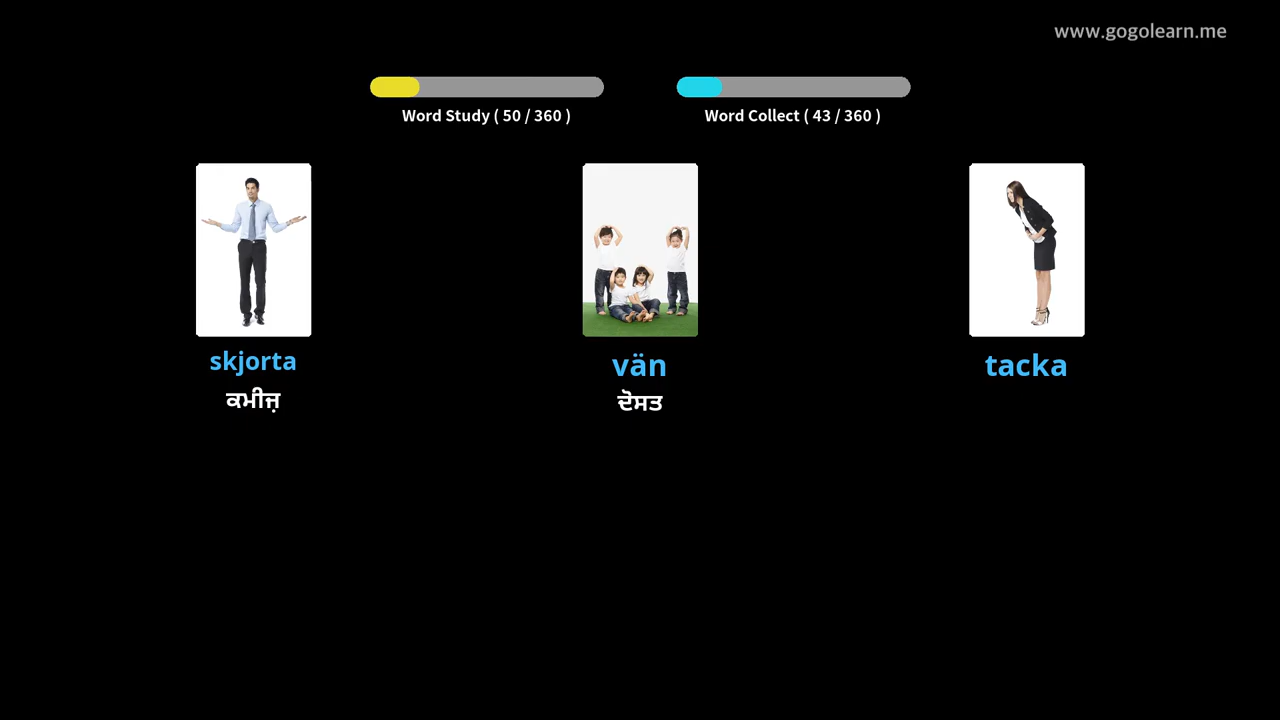 www.gogolearn.me
Word Study ( 50 / 360 )
Word Collect ( 43 / 360 )
skjorta
ਕਮੀਜ਼
vän
ਦੋਸਤ
tacka